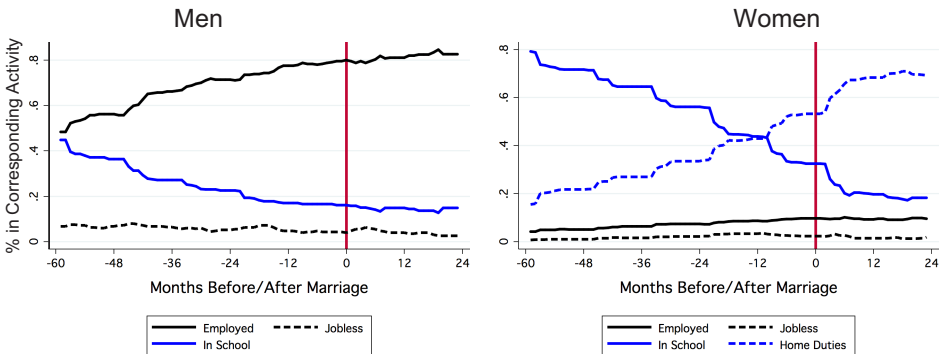 Men
Women
% in Corresponding Activity
.8
.6
.4
.2
0
-60 -48 -36 -24 -12 0 12 24
Months Before/After Marriage
Employed Jobless
In School
.8
.6
.4
.2
0
-60 -48 -36 -24 -12 0 12 24
Months Before/After Marriage
Employed Jobless
In School Home Duties